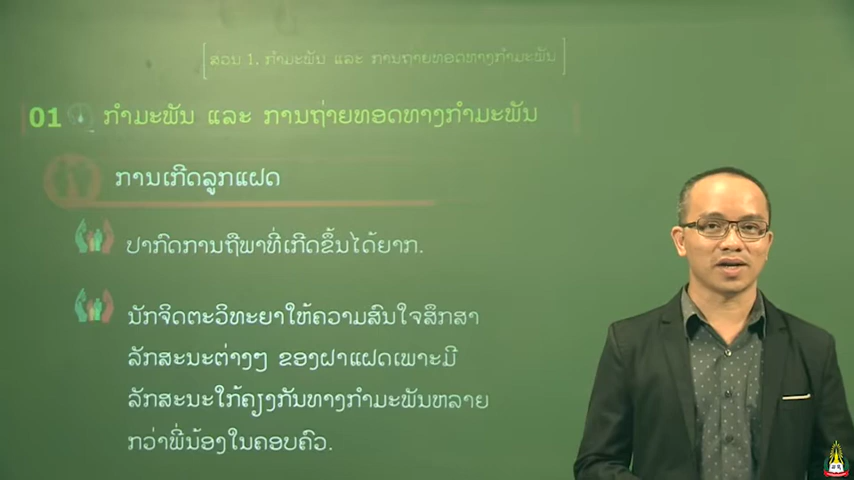 ສ່ວນ 1. ກຳມະພັນ ແລະ ການຖ່າຍທອດທາງກຳມະພັນ
01 ກຳມະພັນ ແລະ ການຖ່າຍທອດທາງກຳມະພັນ
ການເກີດລູກແຝດ
ປາກົດການຖືພາທີ່ເກີດຂຶ້ນໄດ້ຍາກ.
ນັກຈິດຕະວິທະຍາໃຫ້ຄວາມສົນໃຈສຶກສາ
ລັກສະນະຕ່າງໆ ຂອງຝາແຝດເພາະມີ
ລັກສະນະໃກ້ຄຽງກັນທາງກຳມະພັນຫລາຍ
ກວ່າພີ່ນ້ອງໃນຄອບຄົວ.